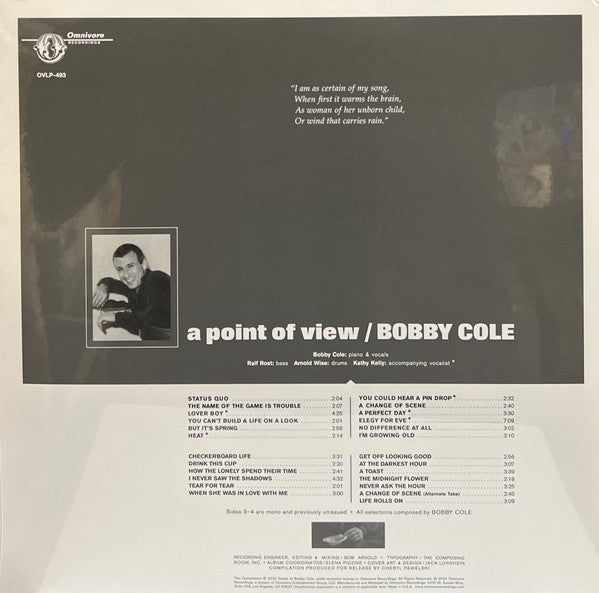 Omnivore
RECORDINGS
OVLP-493
"I am as certain of my song,
When first it warms the brain,
As woman of her unborn child,
Or wind that carries rain."
a point of view / BOBBY COLE
Bobby Cole: piano & vocals
Ralf Rost: bass Arnold Wise: drums Kathy Kelly: accompanying vocalist*
STATUS QUO 2:04
THE NAME OF THE GAME IS TROUBLE 2:07
LOVER BOY* 4:25
YOU CAN'T BUILD A LIFE ON A LOOK 2:01
BUT IT'S SPRING 2:56
HEAT* 2:14
YOU COULD HEAR A PIN DROP* 2:32
A CHANGE OF SCENE 2:40
A PERFECT DAY* 3:30
ELEGY FOR EVE* 7:09
NO DIFFERENCE AT ALL 3:02
I'M GROWING OLD 3:10
CHECKERBOARD LIFE 3:31
DRINK THIS CUP 2:20
HOW THE LONELY SPEND THEIR TIME 2:41
I NEVER SAW THE SHADOWS 4:32
TEAR FOR TEAR 2:01
WHEN SHE WAS IN LOVE WITH ME 3:00
GET OFF LOOKING GOOD 2:56
AT THE DARKEST HOUR 3:07
A TOAST 3:39
THE MIDNIGHT FLOWER 2:18
NEVER ASK THE HOUR 3:25
A CHANGE OF SCENE (Alternate Take) 2:45
LIFE ROLLS ON 3:09
Sides 3–4 are mono and previously unissued • All selections composed by BOBBY COLE
RECORDING ENGINEER, EDITING & MIXING / BOB ARNOLD • TYPOGRAPHY / THE COMPOSING
ROOM, INC. • ALBUM COORDINATOR / ELENA PICONE • COVER ART & DESIGN / JACK LONSHEIN
COMPILATION PRODUCED FOR RELEASE BY CHERYL PAWELSKI